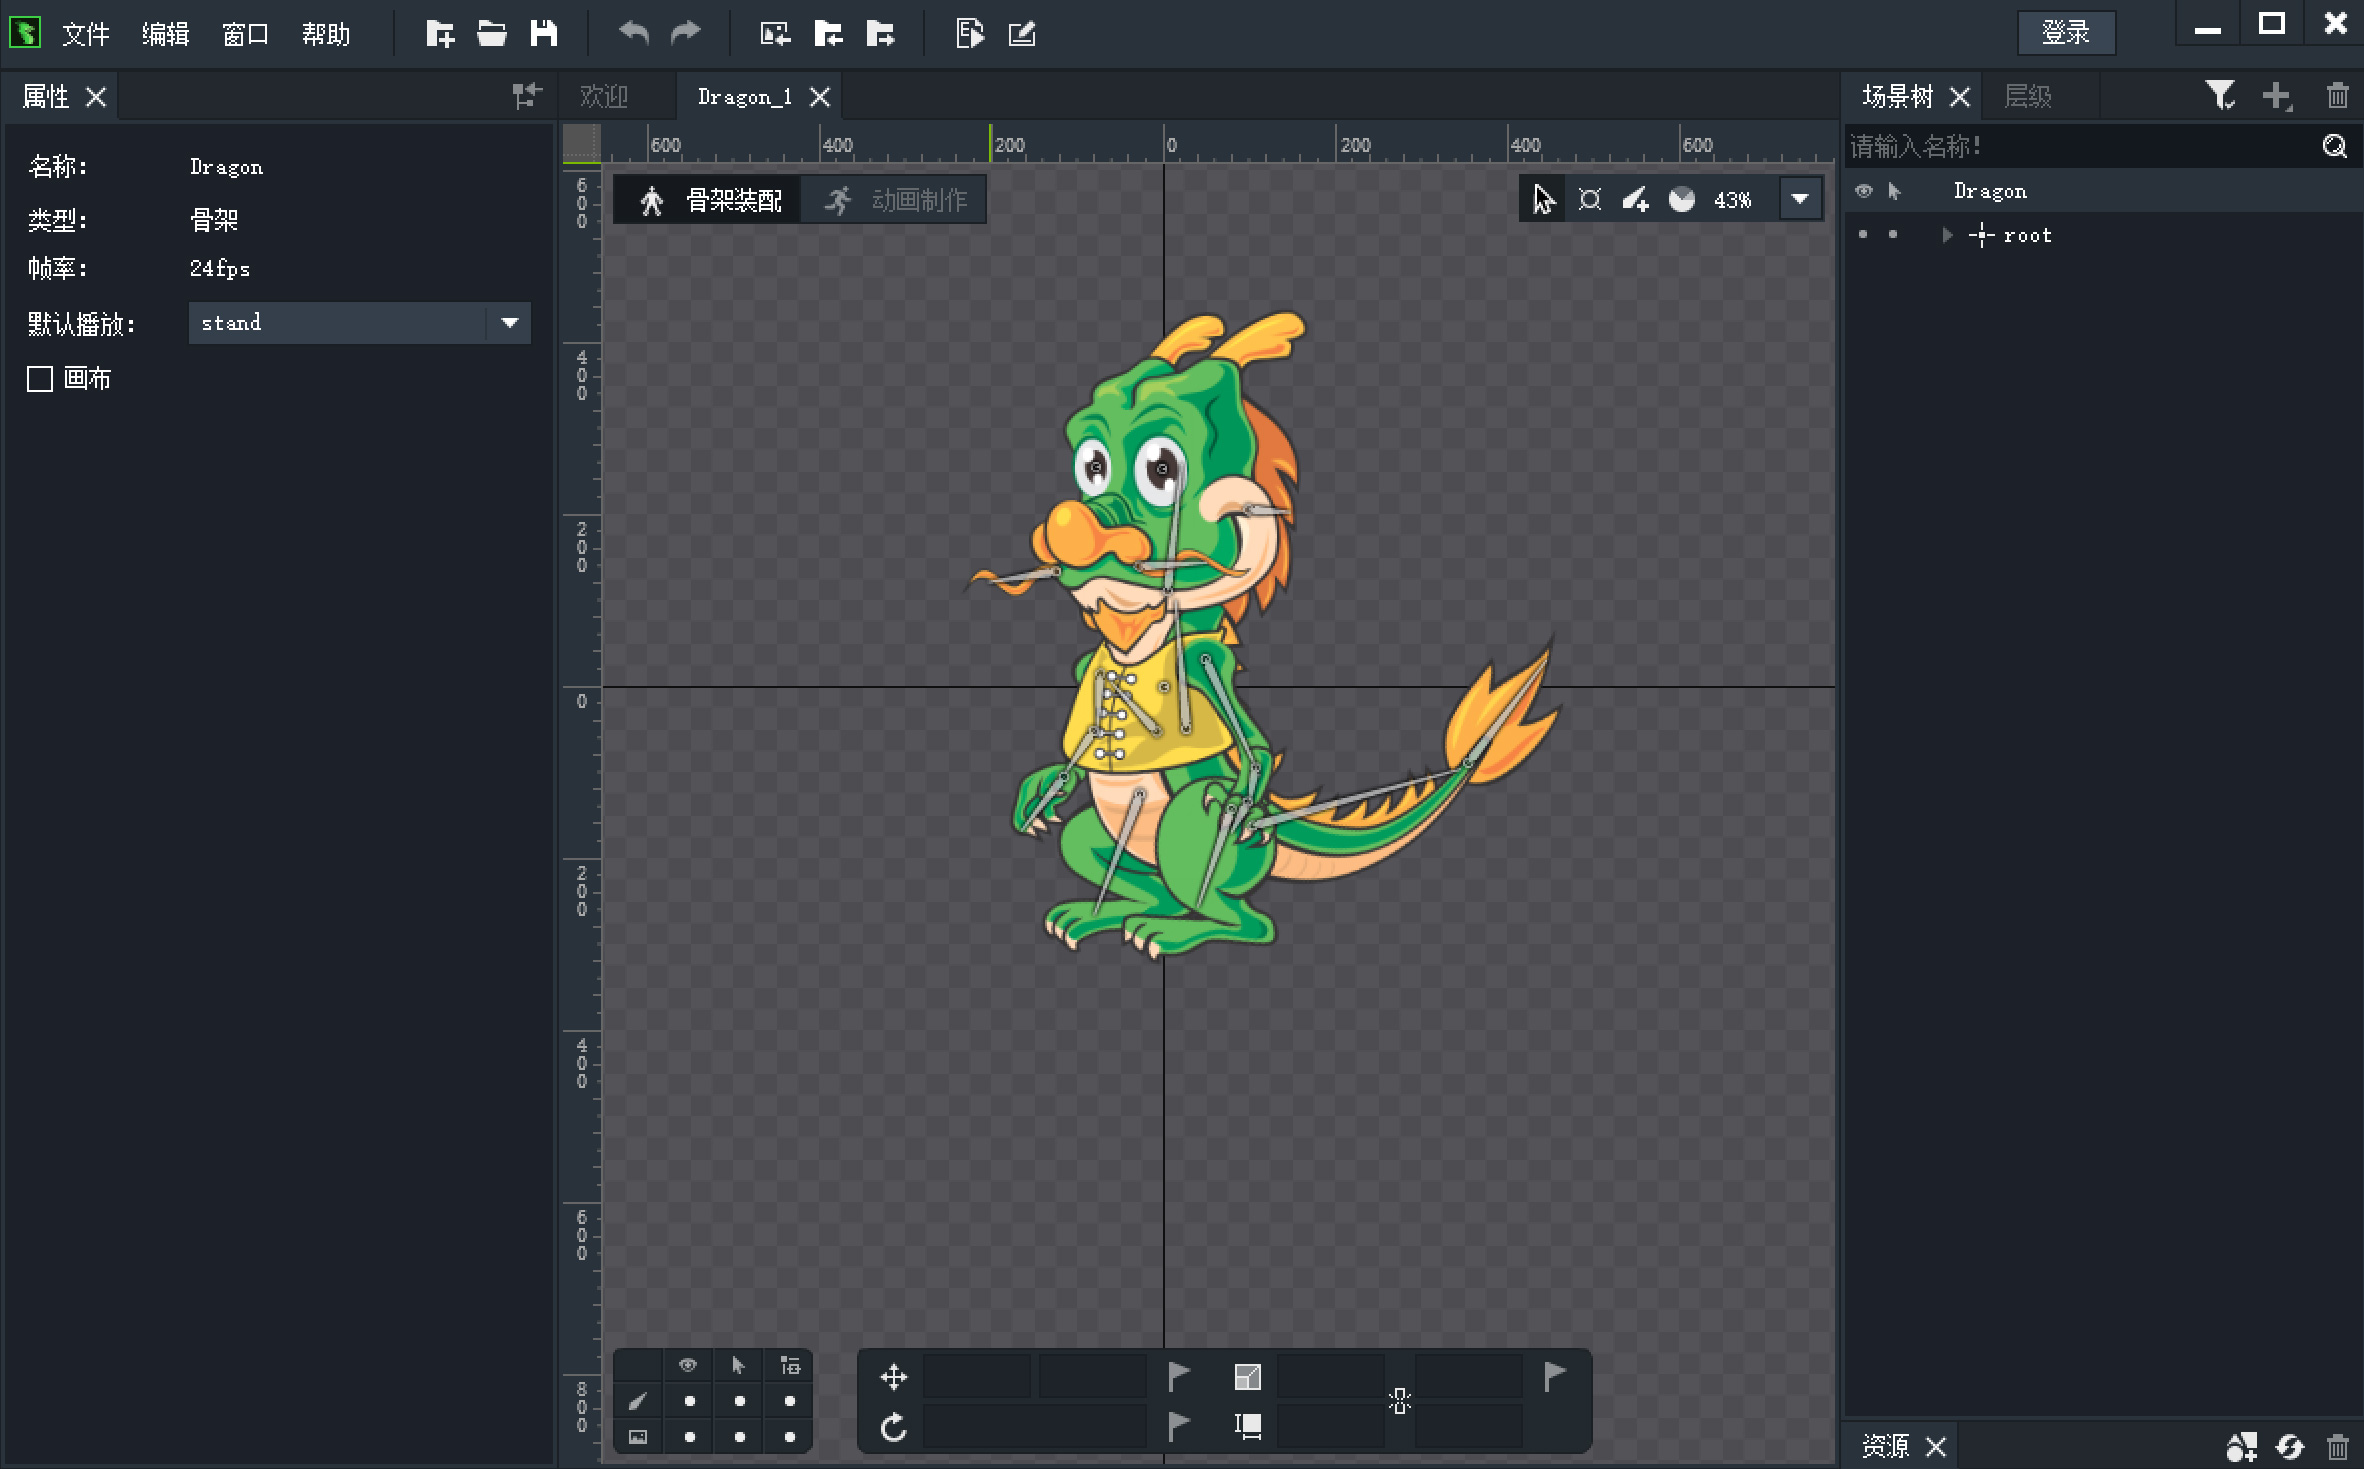 文件 编辑 窗口 帮助 登录
属性 欢迎 Dragon_1 场景树 层级
600 400 200 0 200 400 600
请输入名称!
名称: Dragon
类型: 骨架
帧率: 24fps
默认播放: stand
画布
骨架装配 动画制作 43%
Dragon
root
600
400
200
0
200
400
600
800
资源